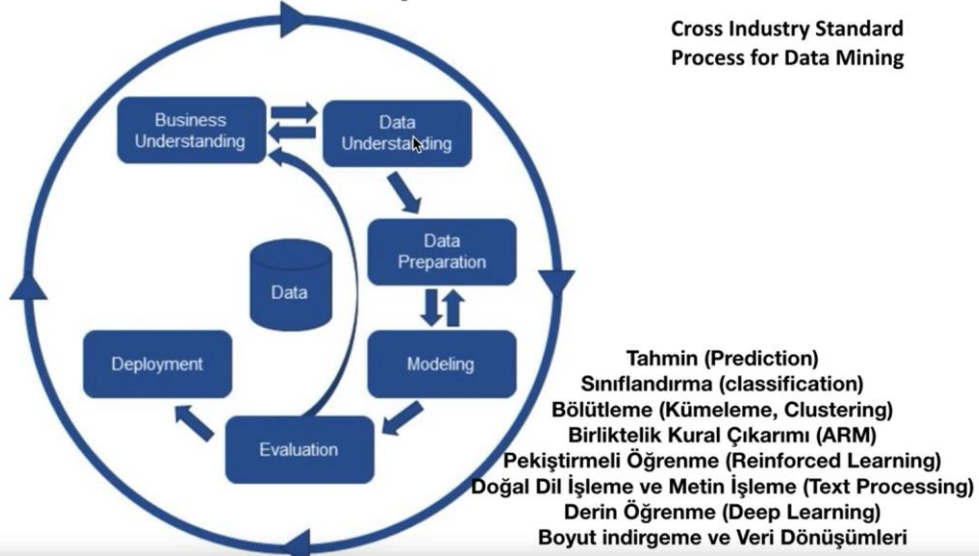 Cross Industry Standard
Process for Data Mining
Business
Understanding
Data
Understanding
Data
Preparation
Data
Deployment
Modeling
Evaluation
Tahmin (Prediction)
Sınıflandırma (classification)
Bölütleme (Kümeleme, Clustering)
Birliktelik Kural Çıkarımı (ARM)
Pekiştirmeli Öğrenme (Reinforced Learning)
Doğal Dil İşleme ve Metin İşleme (Text Processing)
Derin Öğrenme (Deep Learning)
Boyut indirgeme ve Veri Dönüşümleri